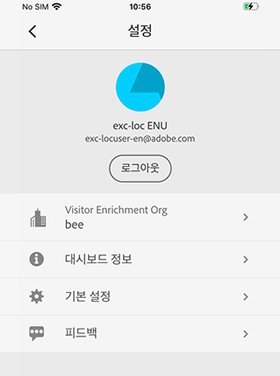 No SIM 10:56
설정
exc-loc ENU
exc-locuser-en@adobe.com
로그아웃
Visitor Enrichment Org
bee
대시보드 정보
기본 설정
피드백